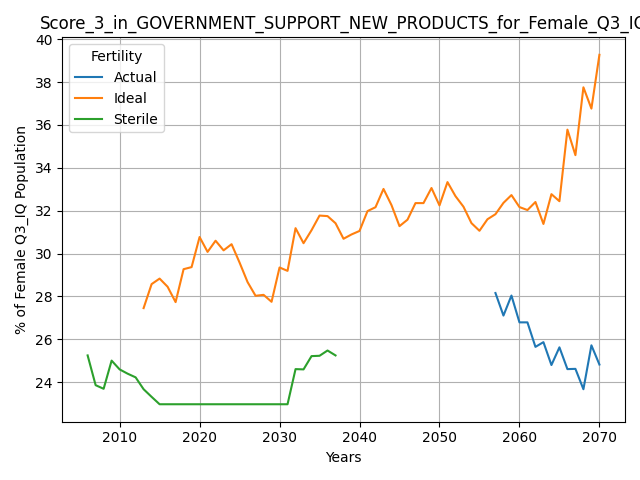 Score_3_in_GOVERNMENT_SUPPORT_NEW_PRODUCTS_for_Female_Q3_IQ
Fertility
Actual
Ideal
Sterile
% of Female Q3_IQ Population
40
38
36
34
32
30
28
26
24
2010
2020
2030
2040
2050
2060
2070
Years